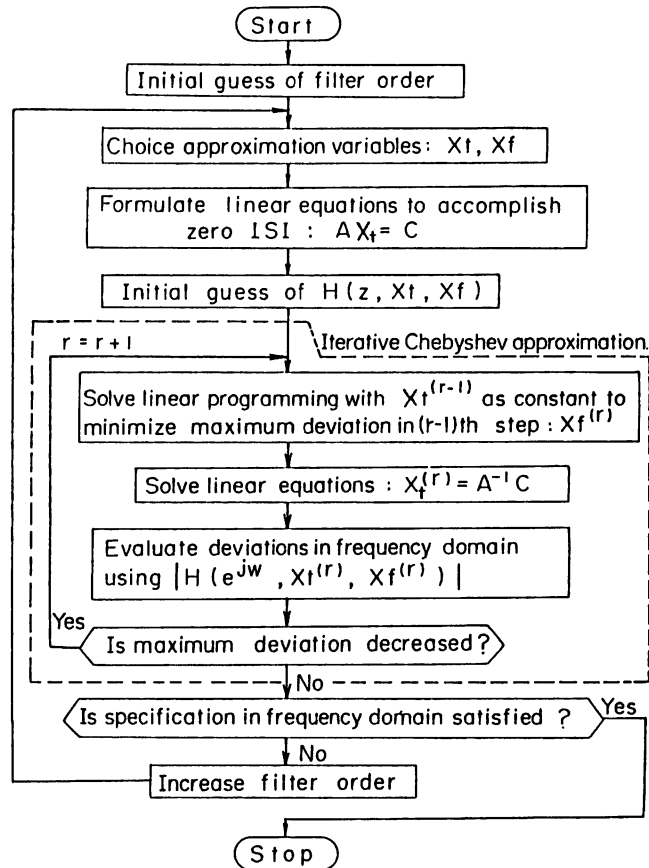 Start
Initial guess of filter order
Choice approximation variables: Xt, Xf
Formulate linear equations to accomplish
zero ISI : A Xt = C
Initial guess of H(z, Xt, Xf)
Iterative Chebyshev approximation.
r = r + 1
Solve linear programming with Xt^(r-1) as constant to
minimize maximum deviation in (r-1)th step : Xf^(r)
Solve linear equations : Xt^(r) = A^-1 C
Evaluate deviations in frequency domain
using |H(e^jw, Xt^(r), Xf^(r))|
Yes
Is maximum deviation decreased ?
No
Is specification in frequency domain satisfied ?
Yes
No
Increase filter order
Stop